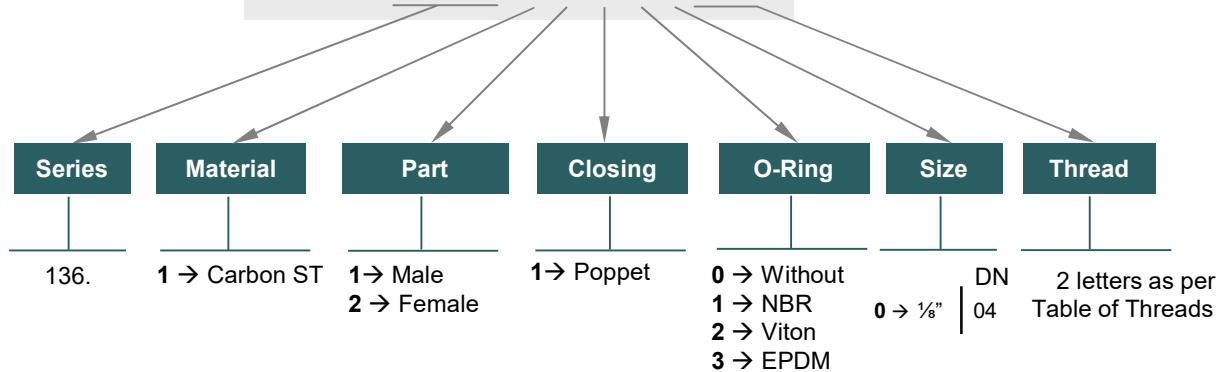 Series
Material
Part
Closing
O-Ring
Size
Thread
136.
1 → Carbon ST
1→ Male
2 → Female
1→ Poppet
0 → Without
1 → NBR
2 → Viton
3 → EPDM
DN
0 → ⅛” 04
2 letters as per
Table of Threads